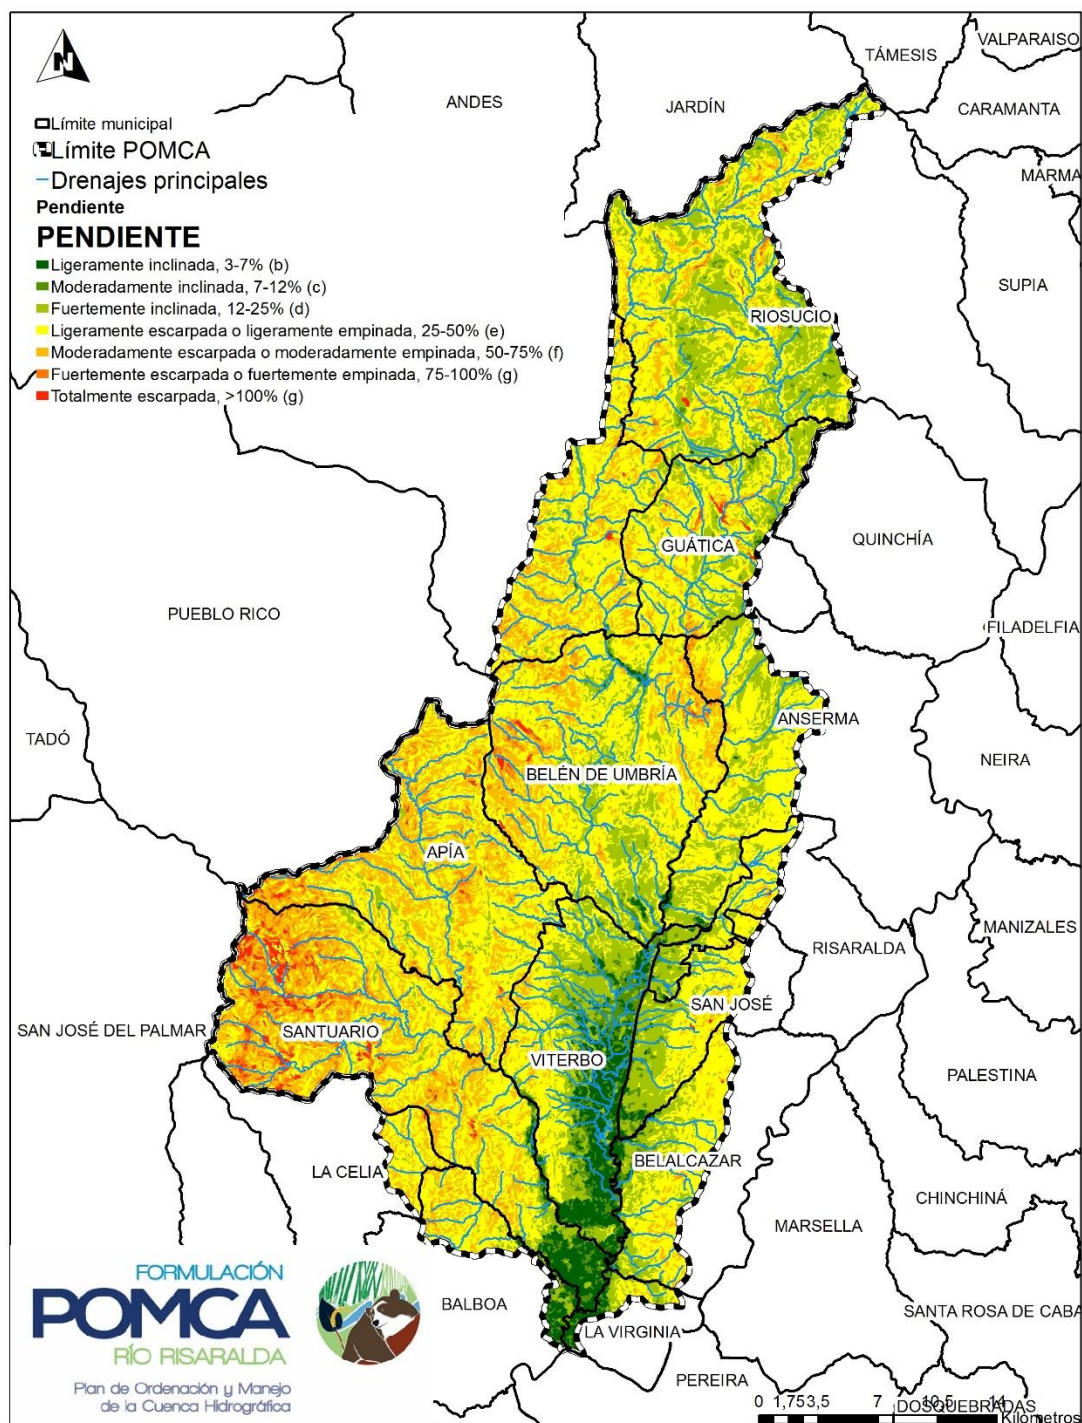 N
TÁMESIS
VALPARAISO
ANDES
JARDÍN
CARAMANTA
Límite municipal
Límite POMCA
Drenajes principales
Pendiente
PENDIENTE
Ligeramente inclinada, 3-7% (b)
Moderadamente inclinada, 7-12% (c)
Fuertemente inclinada, 12-25% (d)
Ligeramente escarpada o ligeramente empinada, 25-50% (e)
Moderadamente escarpada o moderadamente empinada, 50-75% (f)
Fuertemente escarpada o fuertemente empinada, 75-100% (g)
Totalmente escarpada, >100% (g)
MARMA
SUPIA
RIOSUCIO
QUINCHÍA
GUÁTICA
PUEBLO RICO
FILADELFIA
ANSERMA
TADÓ
NEIRA
BELÉN DE UMBRÍA
APÍA
MANIZALES
RISARALDA
SAN JOSÉ
SAN JOSÉ DEL PALMAR
SANTUARIO
VITERBO
PALESTINA
BELALCAZAR
LA CELIA
CHINCHINÁ
MARSELLA
BALBOA
SANTA ROSA DE CABA
LA VIRGINIA
PEREIRA
DOSQUEBRADAS
FORMULACIÓN
POMCA
RÍO RISARALDA
Plan de Ordenación y Manejo
de la Cuenca Hidrográfica
0 1,75 3,5 7 10,5 14
Kilómetros